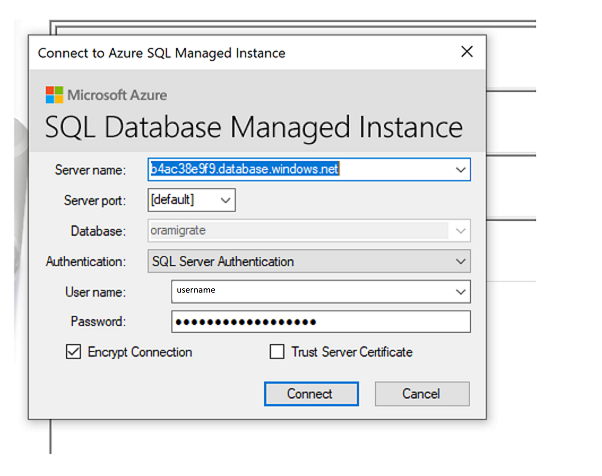 Connect to Azure SQL Managed Instance
Microsoft Azure
SQL Database Managed Instance
Server name: b4ac38e9f9.database.windows.net
Server port: [default]
Database: oramigrate
Authentication: SQL Server Authentication
User name: username
Password: ••••••••••••••••••
Encrypt Connection Trust Server Certificate
Connect Cancel